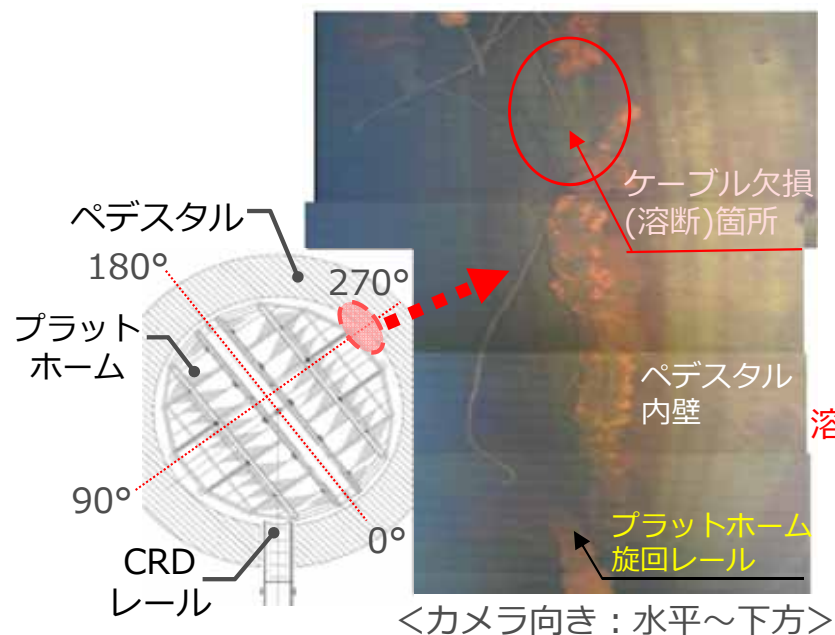 ケーブル欠損
(溶断)箇所
ペデスタル
180°
270°
プラット
ホーム
ペデスタル
内壁
溶
90°
0°
プラットホーム
旋回レール
CRD
レール
<カメラ向き：水平～下方>